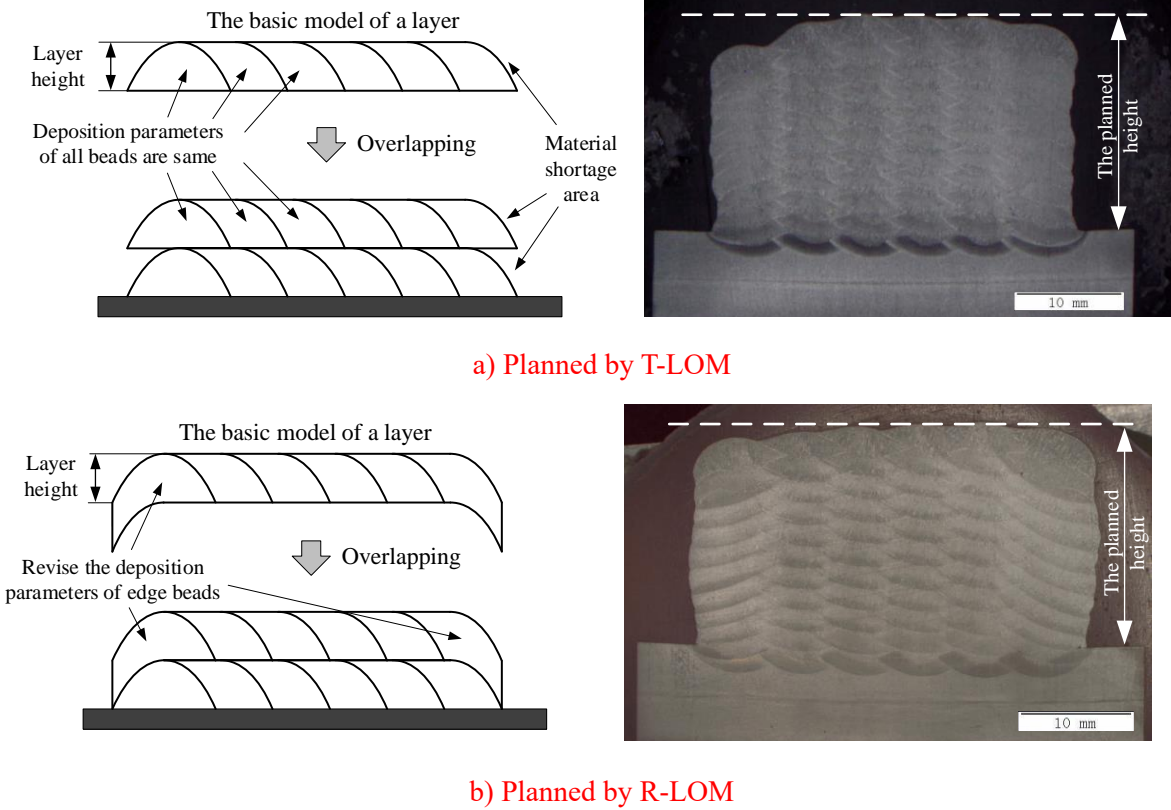 The basic model of a layer
Layer
height
Deposition parameters
of all beads are same
Overlapping
Material
shortage
area
The planned
height
10 mm
a) Planned by T-LOM
The basic model of a layer
Layer
height
Overlapping
Revise the deposition
parameters of edge beads
The planned
height
10 mm
b) Planned by R-LOM